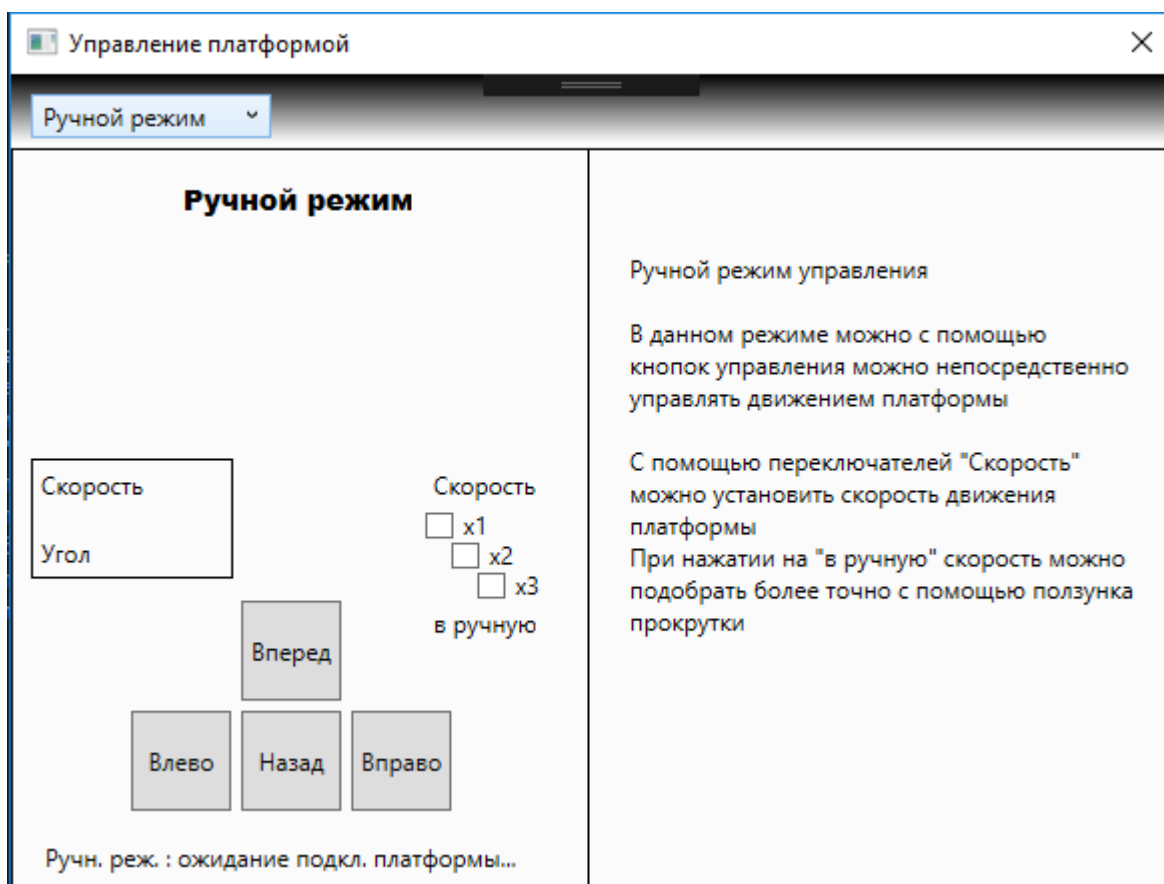 Управление платформой
Ручной режим
Ручной режим
Скорость
Угол
Скорость
x1
x2
x3
в ручную
Вперед
Влево
Назад
Вправо
Ручн. реж. : ожидание подкл. платформы...
Ручной режим управления
В данном режиме можно с помощью
кнопок управления можно непосредственно
управлять движением платформы
С помощью переключателей "Скорость"
можно установить скорость движения
платформы
При нажатии на "в ручную" скорость можно
подобрать более точно с помощью ползунка
прокрутки